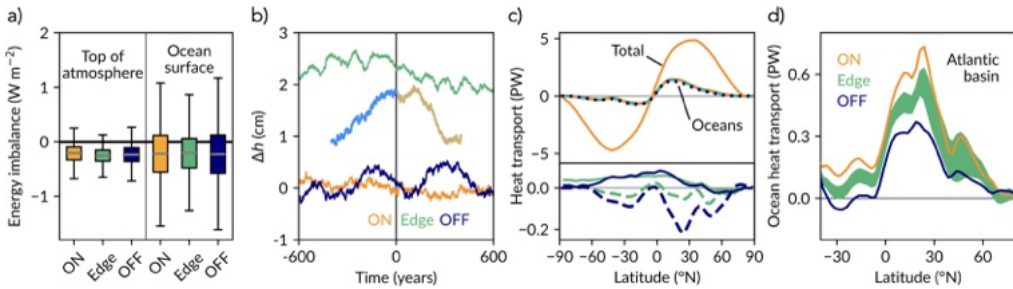 a)
Energy imbalance (W m⁻²)
2
1
0
−1
Top of
atmosphere
Ocean
surface
ON
Edge
OFF
ON
Edge
OFF
b)
Δh (cm)
3
2
1
0
-1
ON Edge OFF
-600 -300 0 300 600
Time (years)
c)
Heat transport (PW)
5
0
−5
0.0
−0.2
Total
Oceans
-90 -60 -30 0 30 60 90
Latitude (°N)
d)
Ocean heat transport (PW)
0.6
0.3
0.0
ON
Edge
OFF
Atlantic
basin
−30 0 30 60
Latitude (°N)